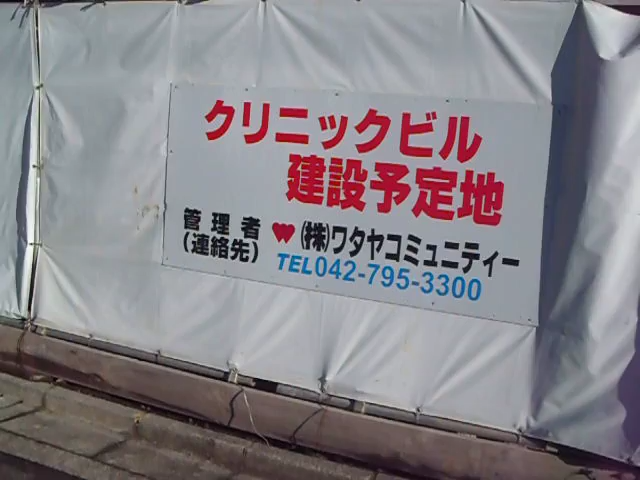 クリニックビル
建設予定地
管理者
(連絡先)
(株)ワタヤコミュニティー
TEL042-795-3300